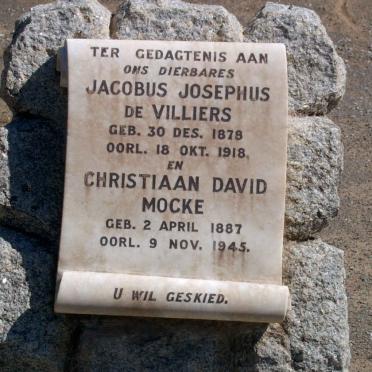 TER GEDAGTENIS AAN
ONS DIERBARES
JACOBUS JOSEPHUS
DE VILLIERS
GEB. 30 DES. 1878
OORL. 18 OKT. 1918.
EN
CHRISTIAAN DAVID
MOCKE
GEB. 2 APRIL 1887
OORL. 9 NOV. 1945.
U WIL GESKIED.